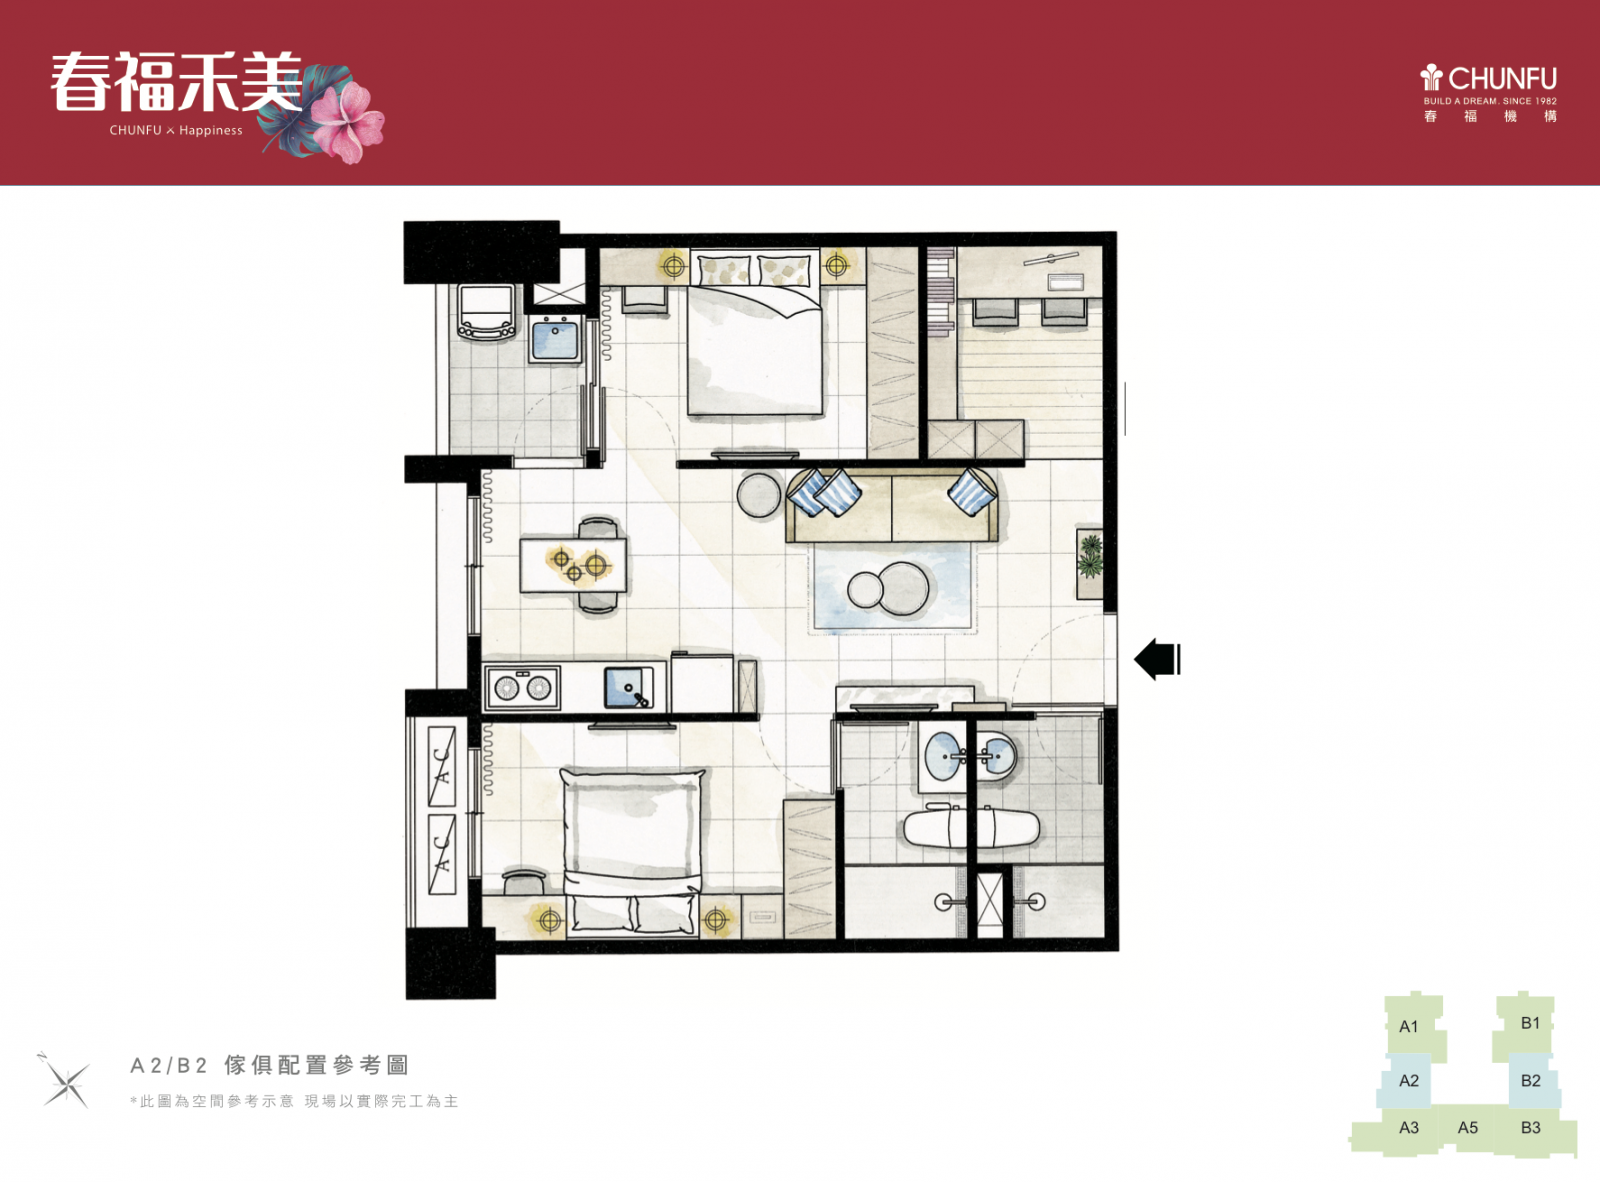 春福禾美
CHUNFU × Happiness
CHUNFU
BUILD A DREAM. SINCE 1982
春福機構
AC
AC
A2/B2 傢俱配置參考圖
*此圖為空間參考示意 現場以實際完工為主
N
A1
B1
A2
B2
A3
A5
B3